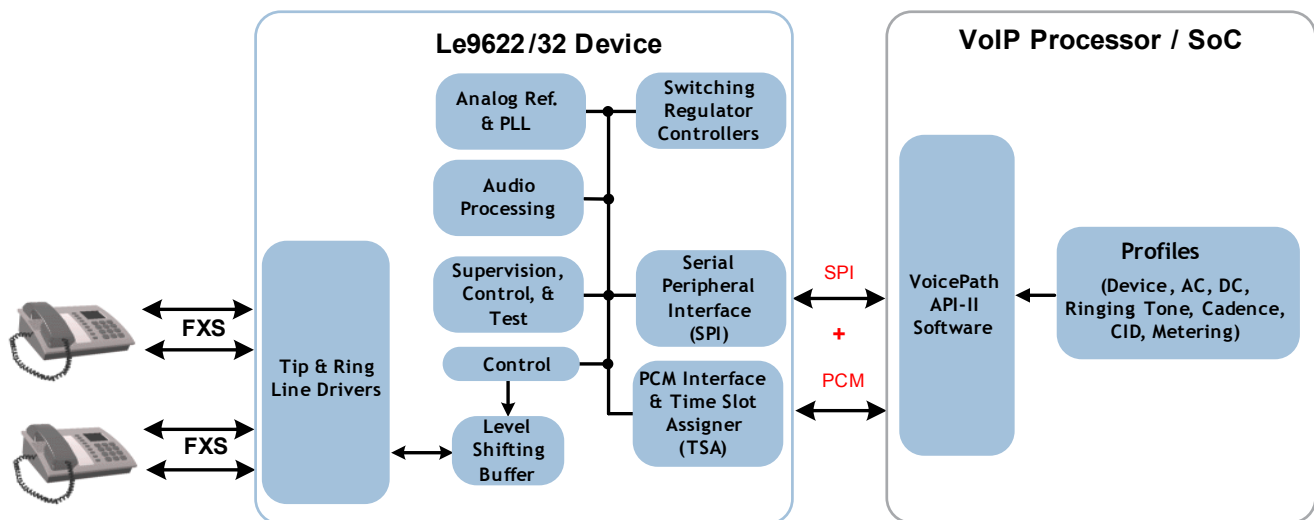 Le9622/32 Device
VoIP Processor / SoC
Analog Ref.
& PLL
Switching
Regulator
Controllers
Audio
Processing
Supervision,
Control, &
Test
Serial
Peripheral
Interface
(SPI)
Control
PCM Interface
& Time Slot
Assigner
(TSA)
Level
Shifting
Buffer
Tip & Ring
Line Drivers
FXS
FXS
SPI
+
PCM
VoicePath
API-II
Software
Profiles
(Device, AC, DC,
Ringing Tone, Cadence,
CID, Metering)